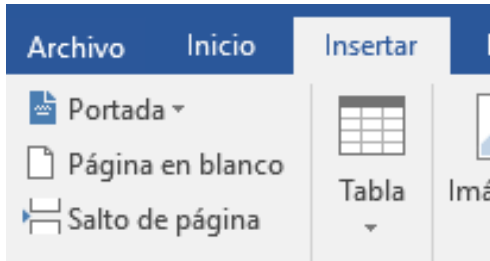 Archivo Inicio Insertar
Portada
Página en blanco
Salto de página
Tabla